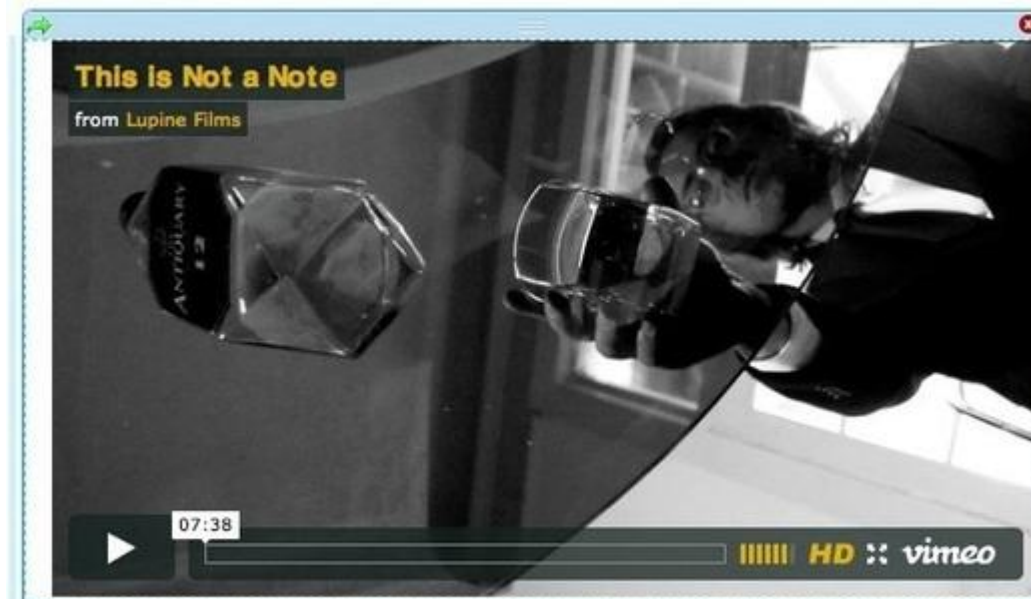 This is Not a Note
from Lupine Films
ANTIQUARY
12
07:38
HD vimeo